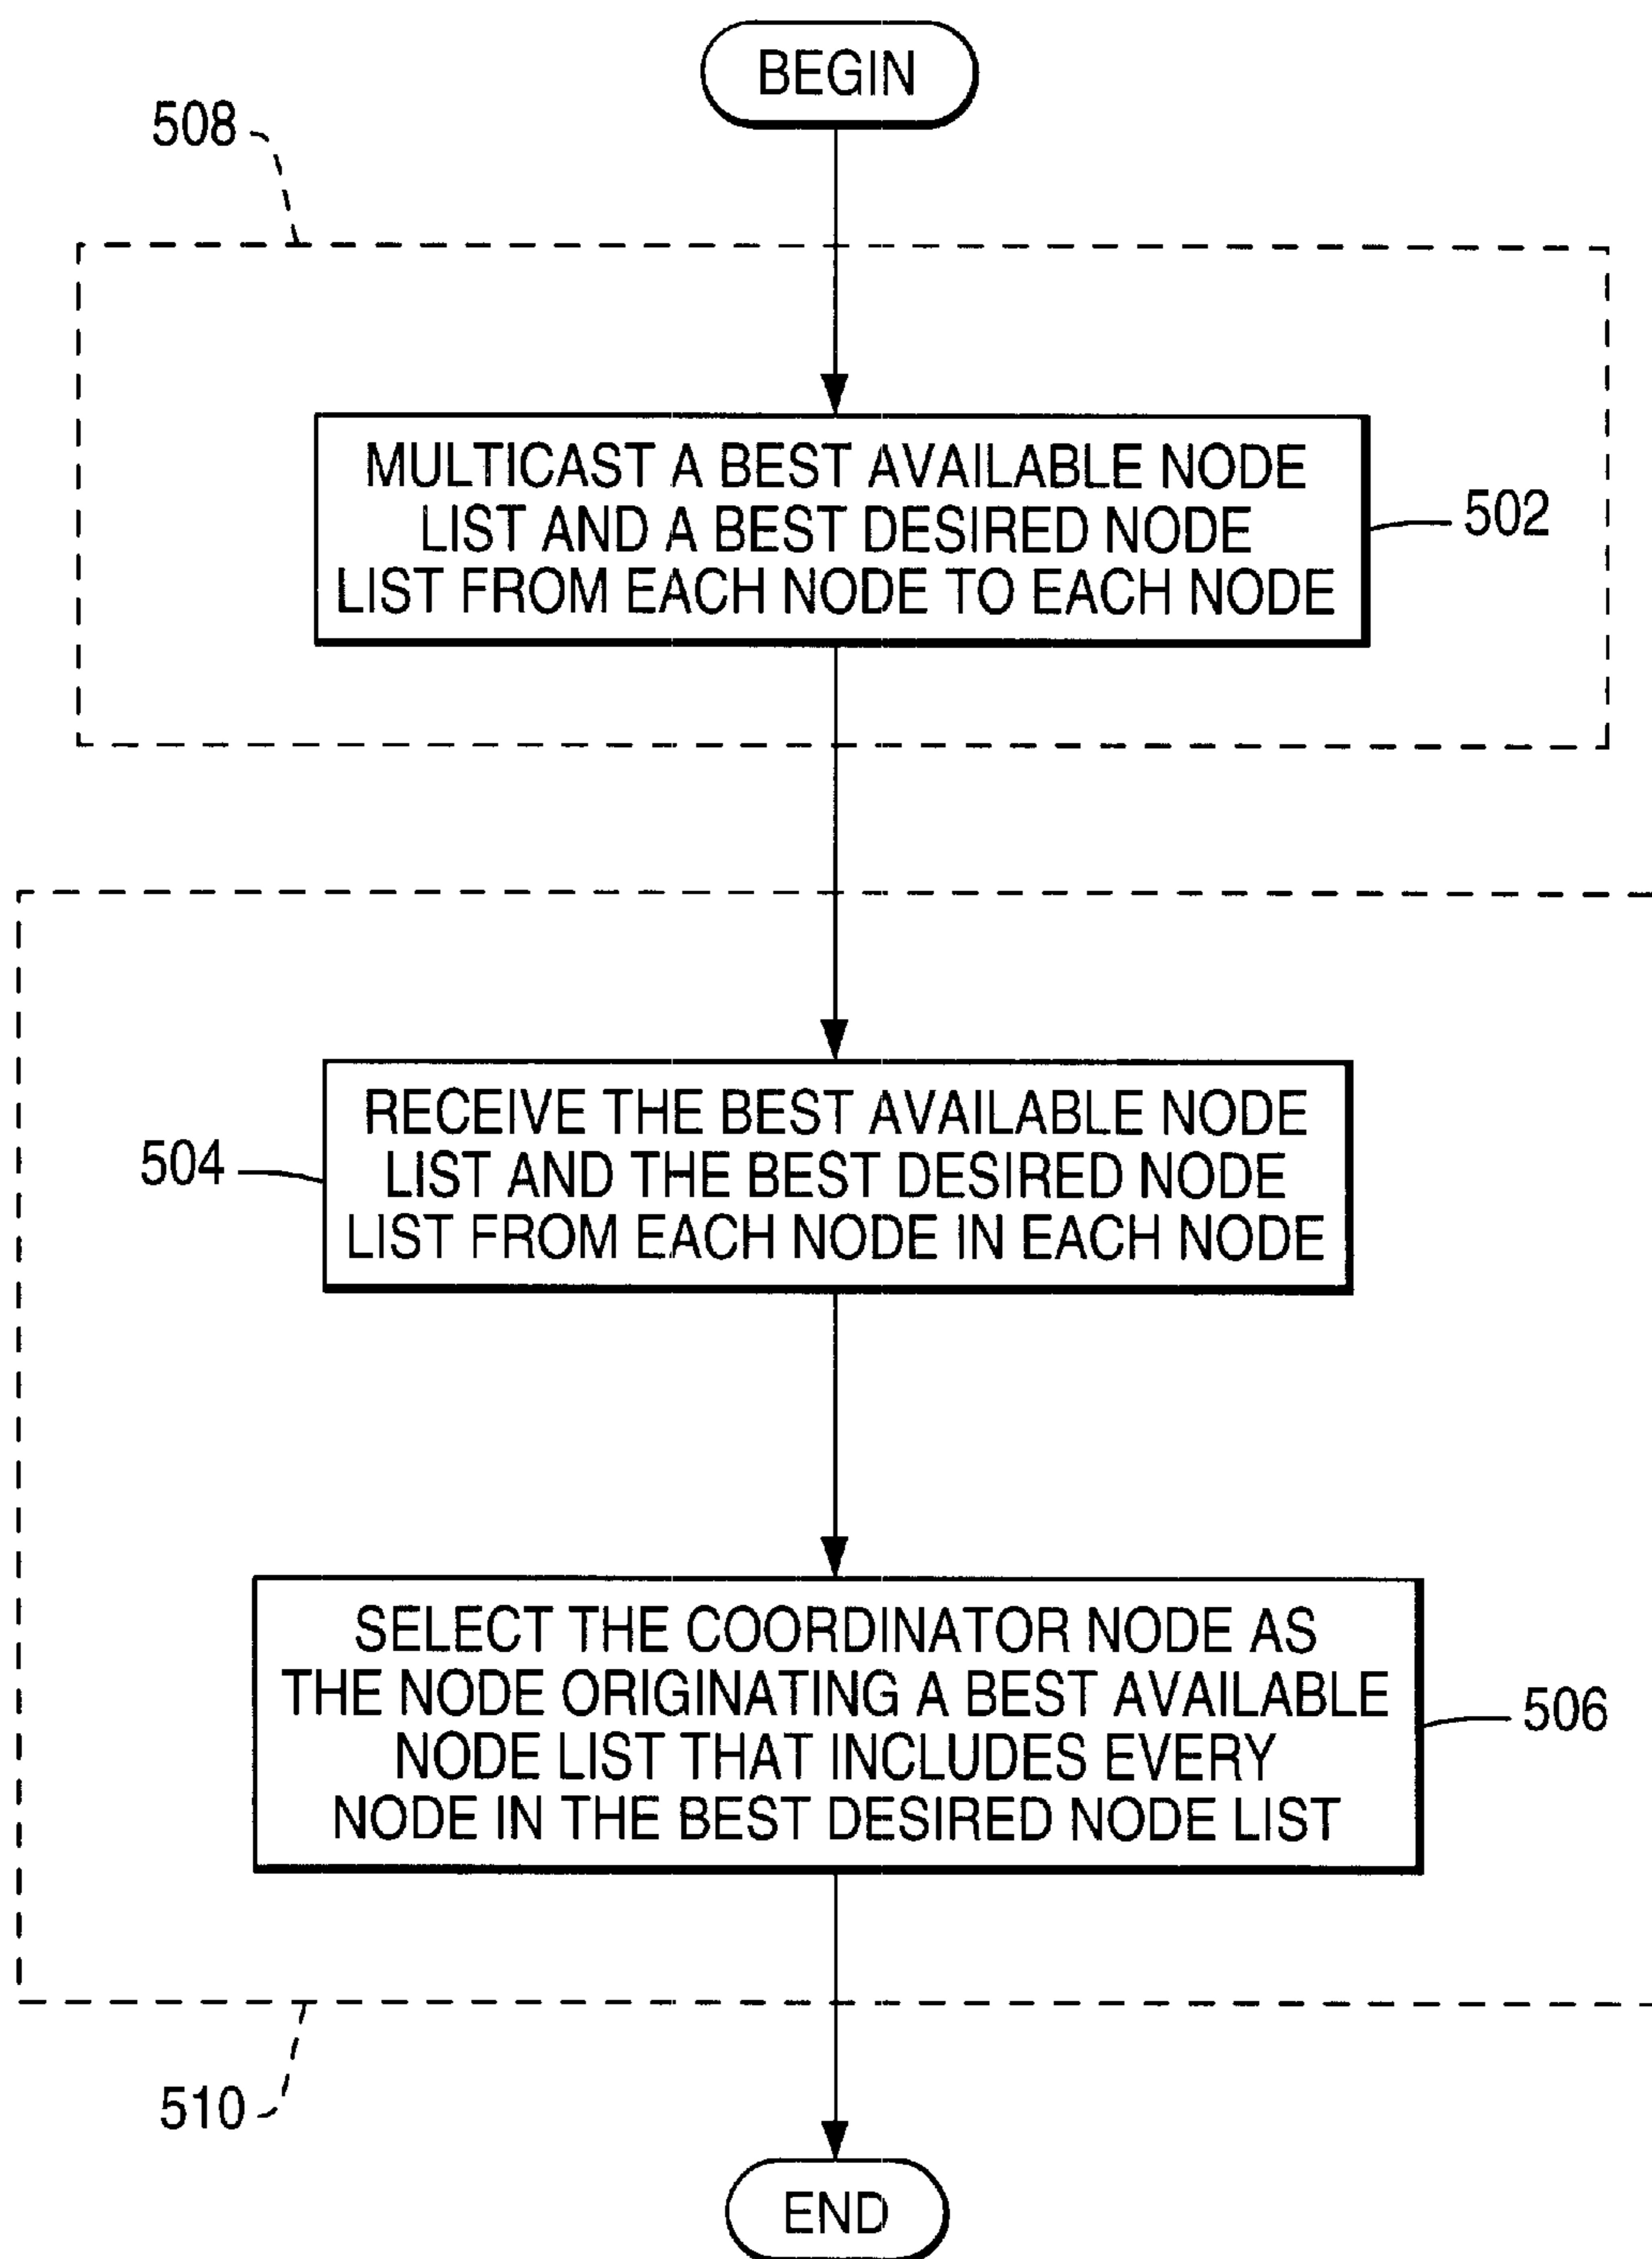 BEGIN
508
MULTICAST A BEST AVAILABLE NODE
LIST AND A BEST DESIRED NODE
LIST FROM EACH NODE TO EACH NODE
502
RECEIVE THE BEST AVAILABLE NODE
LIST AND THE BEST DESIRED NODE
LIST FROM EACH NODE IN EACH NODE
504
SELECT THE COORDINATOR NODE AS
THE NODE ORIGINATING A BEST AVAILABLE
NODE LIST THAT INCLUDES EVERY
NODE IN THE BEST DESIRED NODE LIST
506
510
END